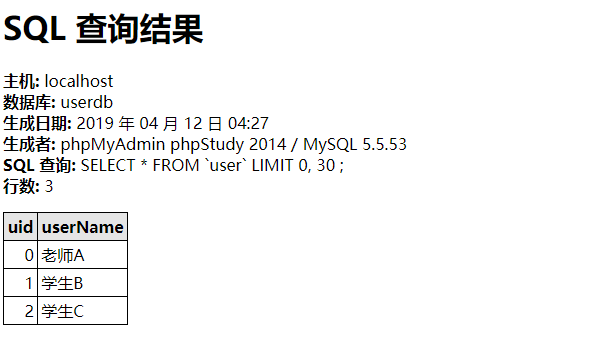 SQL 查询结果
主机: localhost
数据库: userdb
生成日期: 2019 年 04 月 12 日 04:27
生成者: phpMyAdmin phpStudy 2014 / MySQL 5.5.53
SQL 查询: SELECT * FROM `user` LIMIT 0, 30 ;
行数: 3
uid userName
0 老师A
1 学生B
2 学生C